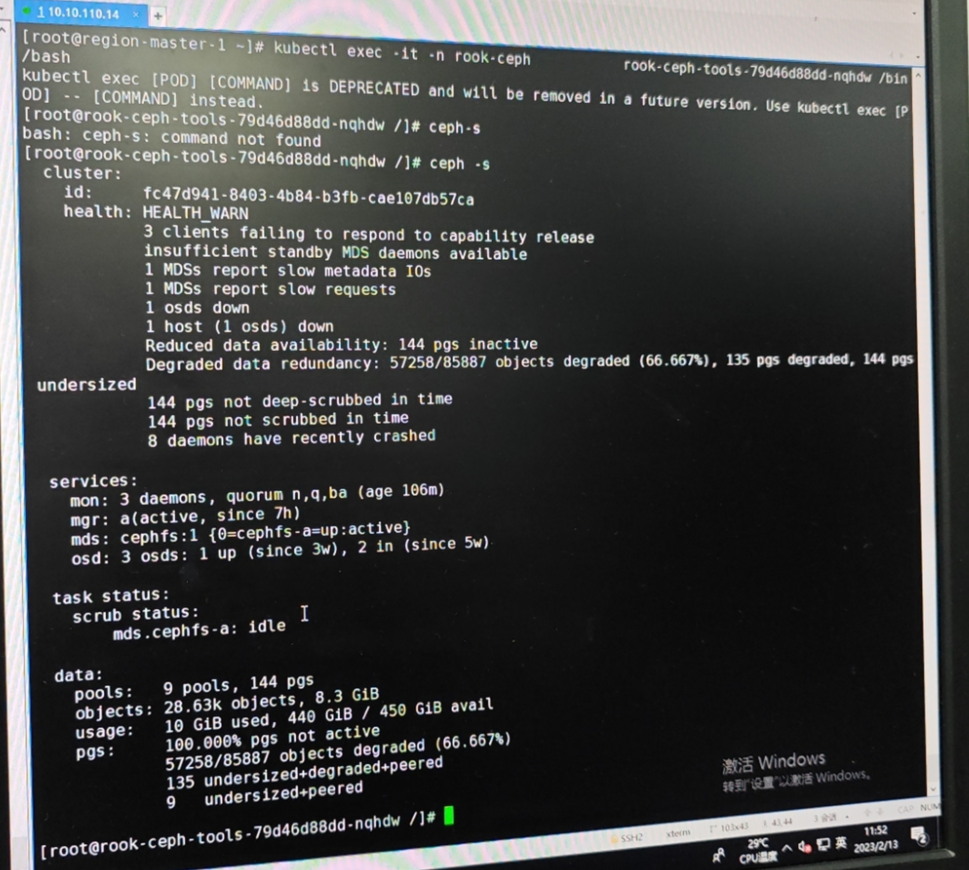 1 10.10.110.14 × +
[root@region-master-1 ~]# kubectl exec -it -n rook-ceph rook-ceph-tools-79d46d88dd-nqhdw /bin
/bash
kubectl exec [POD] [COMMAND] is DEPRECATED and will be removed in a future version. Use kubectl exec [P
OD] -- [COMMAND] instead.
[root@rook-ceph-tools-79d46d88dd-nqhdw /]# ceph-s
bash: ceph-s: command not found
[root@rook-ceph-tools-79d46d88dd-nqhdw /]# ceph -s
cluster:
id: fc47d941-8403-4b84-b3fb-cae107db57ca
health: HEALTH_WARN
3 clients failing to respond to capability release
insufficient standby MDS daemons available
1 MDSs report slow metadata IOs
1 MDSs report slow requests
1 osds down
1 host (1 osds) down
Reduced data availability: 144 pgs inactive
Degraded data redundancy: 57258/85887 objects degraded (66.667%), 135 pgs degraded, 144 pgs
undersized
144 pgs not deep-scrubbed in time
144 pgs not scrubbed in time
8 daemons have recently crashed
services:
mon: 3 daemons, quorum n,q,ba (age 106m)
mgr: a(active, since 7h)
mds: cephfs:1 {0=cephfs-a=up:active}
osd: 3 osds: 1 up (since 3w), 2 in (since 5w)
task status:
scrub status:
mds.cephfs-a: idle
data:
pools: 9 pools, 144 pgs
objects: 28.63k objects, 8.3 GiB
usage: 10 GiB used, 440 GiB / 450 GiB avail
pgs: 100.000% pgs not active
57258/85887 objects degraded (66.667%)
135 undersized+degraded+peered
9 undersized+peered
[root@rook-ceph-tools-79d46d88dd-nqhdw /]#
激活 Windows
转到"设置"以激活 Windows。
SSH2 xterm 103x43 43,44 3 会话 CAP NUM
29℃
CPU温度
英
11:52
2023/2/13
2